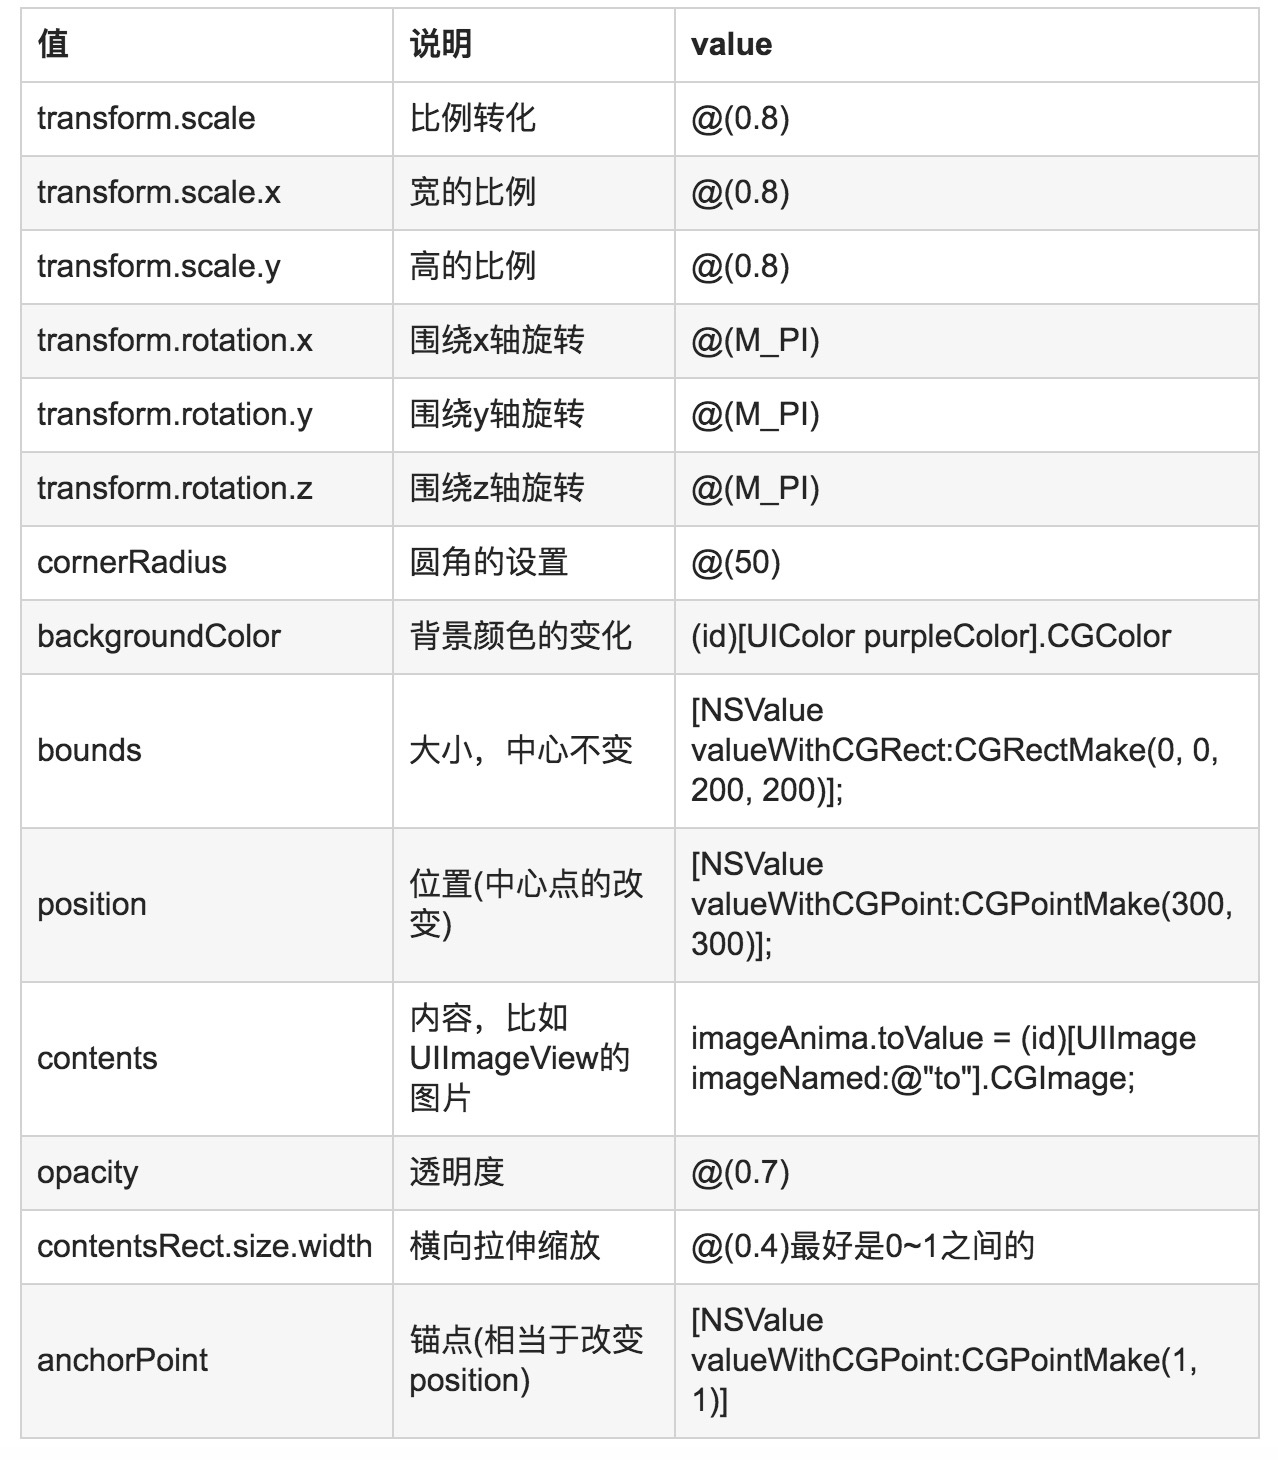 值 说明 value
transform.scale 比例转化 @(0.8)
transform.scale.x 宽的比例 @(0.8)
transform.scale.y 高的比例 @(0.8)
transform.rotation.x 围绕x轴旋转 @(M_PI)
transform.rotation.y 围绕y轴旋转 @(M_PI)
transform.rotation.z 围绕z轴旋转 @(M_PI)
cornerRadius 圆角的设置 @(50)
backgroundColor 背景颜色的变化 (id)[UIColor purpleColor].CGColor
bounds
大小，中心不变
[NSValue
valueWithCGRect:CGRectMake(0, 0,
200, 200)];
position
位置(中心点的改
变)
[NSValue
valueWithCGPoint:CGPointMake(300,
300)];
contents
内容，比如
UIImageView的
图片
imageAnima.toValue = (id)[UIImage
imageNamed:@"to"].CGImage;
opacity 透明度 @(0.7)
contentsRect.size.width 横向拉伸缩放 @(0.4)最好是0~1之间的
anchorPoint
锚点(相当于改变
position)
[NSValue
valueWithCGPoint:CGPointMake(1,
1)]